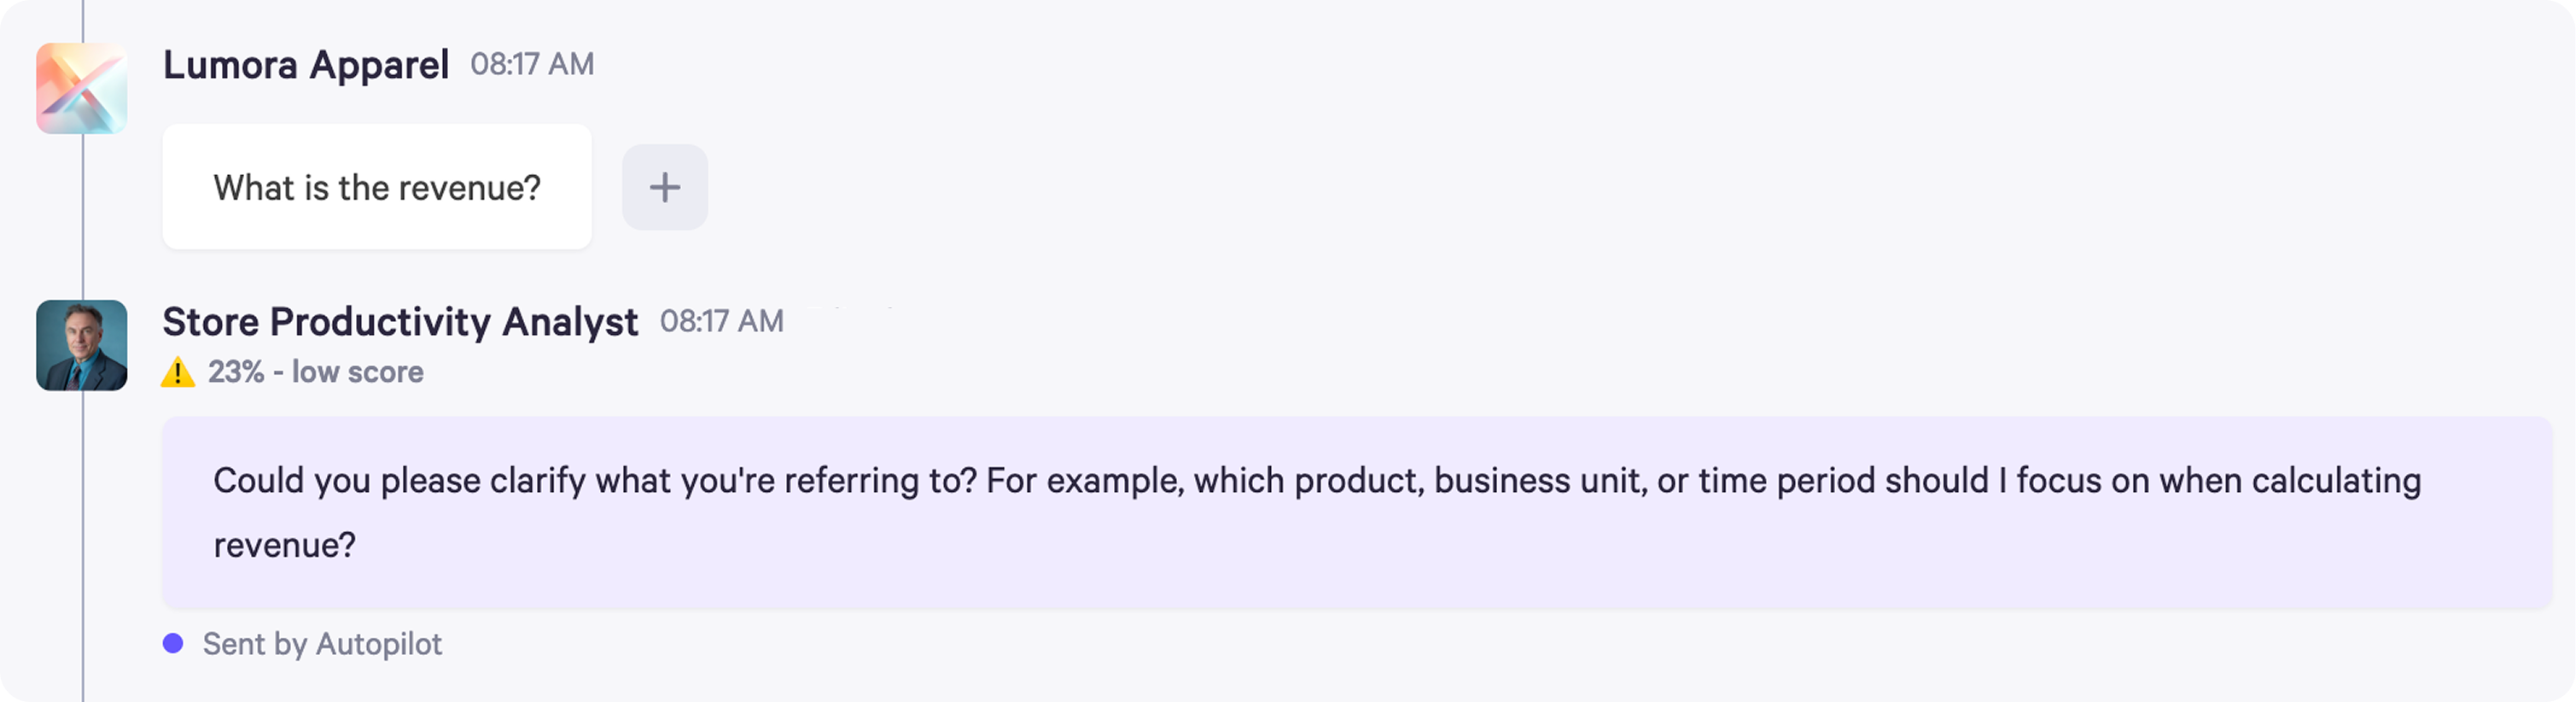 Lumora Apparel 08:17 AM
What is the revenue?
+
Store Productivity Analyst 08:17 AM
23% - low score
Could you please clarify what you're referring to? For example, which product, business unit, or time period should I focus on when calculating
revenue?
Sent by Autopilot